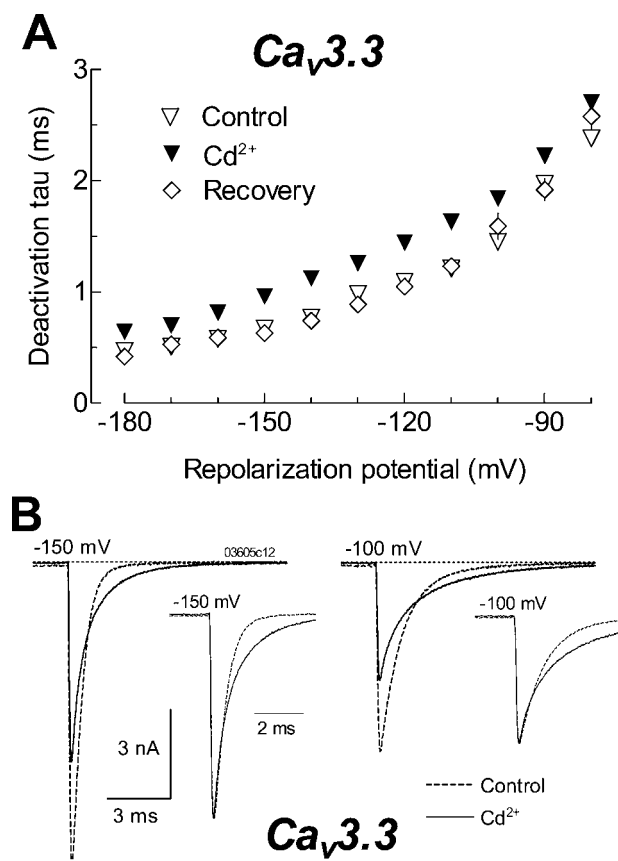 A
Cav3.3
3
2
1
0
Deactivation tau (ms)
Control
Cd2+
Recovery
-180 -150 -120 -90
Repolarization potential (mV)
B
-150 mV
03605c12
-100 mV
-150 mV
-100 mV
2 ms
3 nA
3 ms
Control
Cd2+
Cav3.3